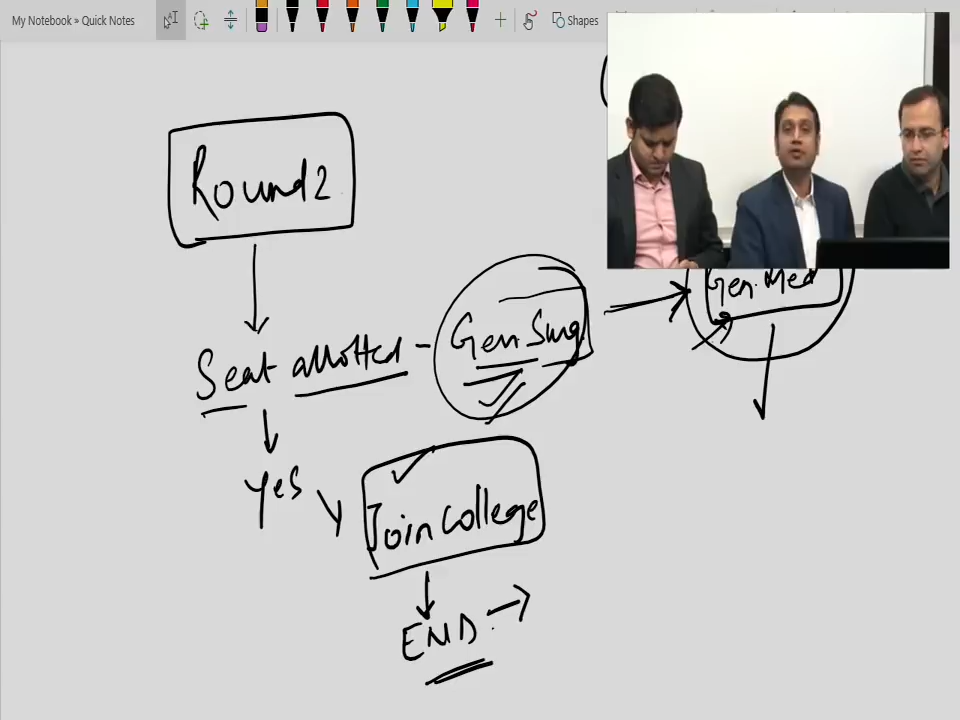 My Notebook » Quick Notes
Shapes
Round 2
Gen. Med
Seat allotted - Gen Surg
Yes
Join College
END